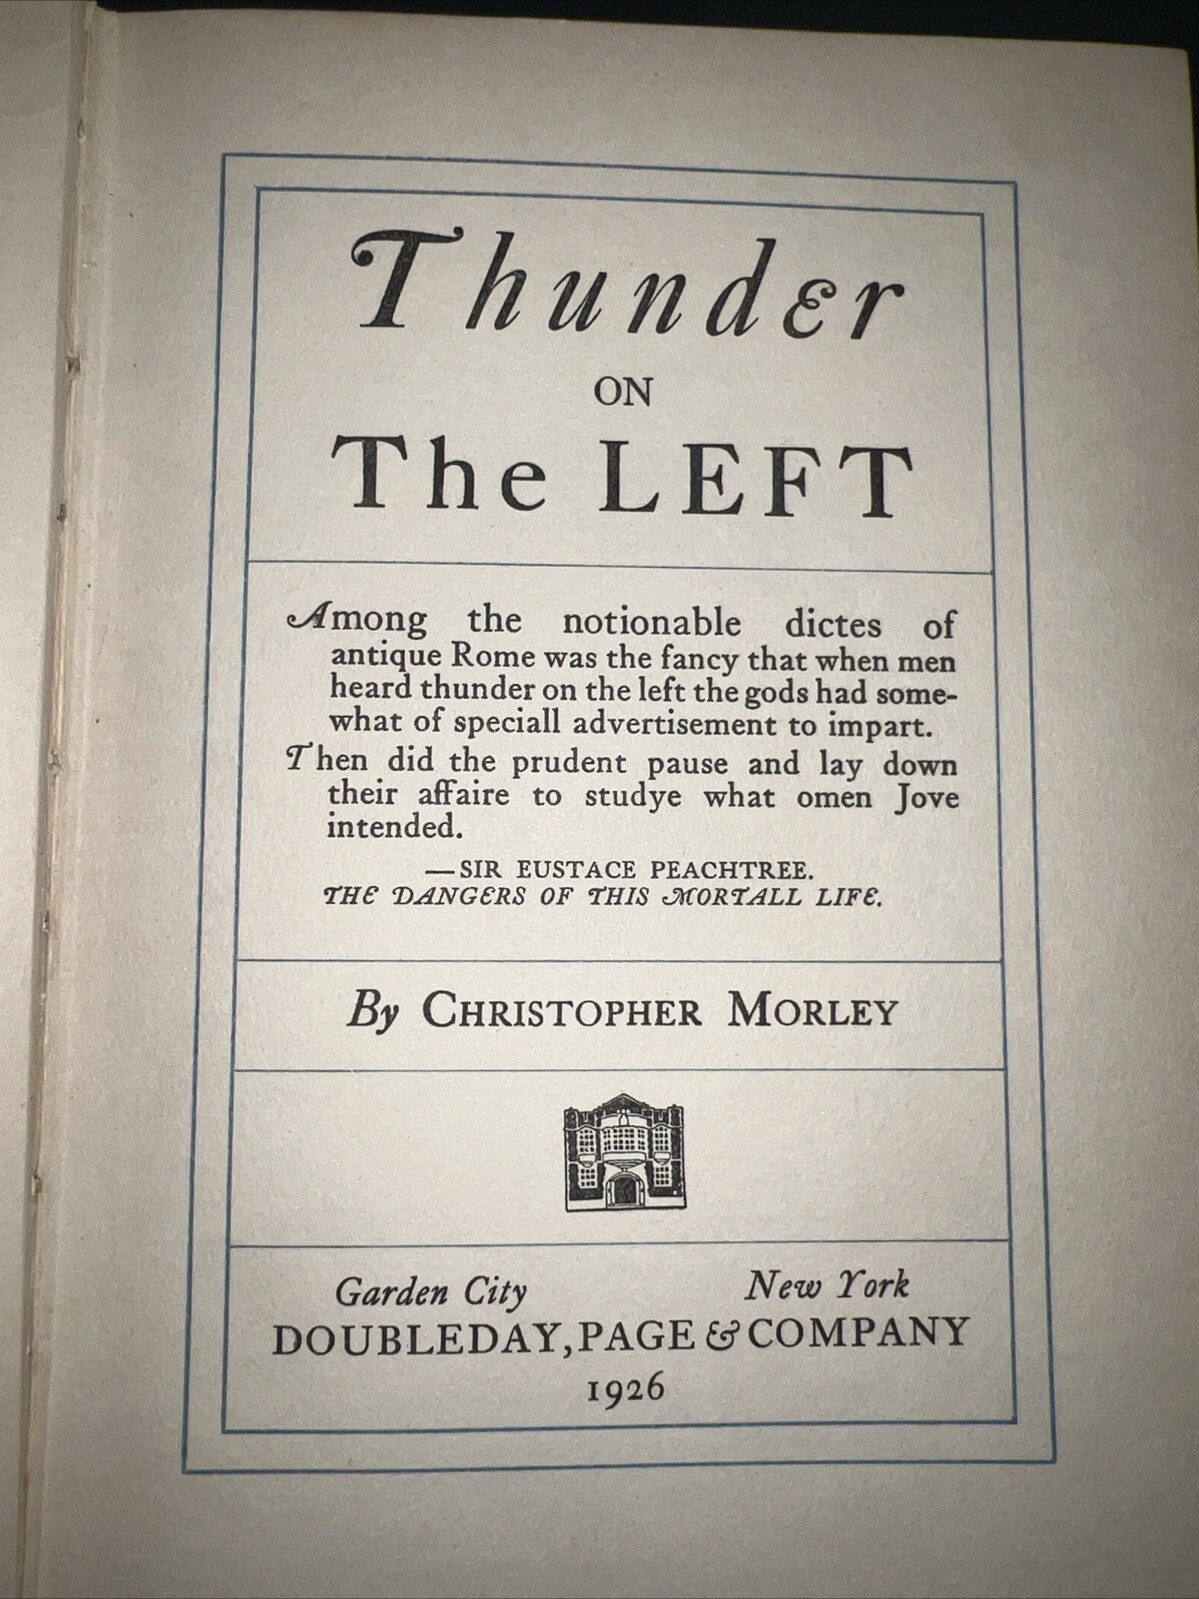 Thunder
ON
The LEFT
Among the notionable dictes of
antique Rome was the fancy that when men
heard thunder on the left the gods had some-
what of speciall advertisement to impart.
Then did the prudent pause and lay down
their affaire to studye what omen Jove
intended.
—SIR EUSTACE PEACHTREE.
THE DANGERS OF THIS MORTALL LIFE.
By CHRISTOPHER MORLEY
Garden City New York
DOUBLEDAY, PAGE & COMPANY
1926